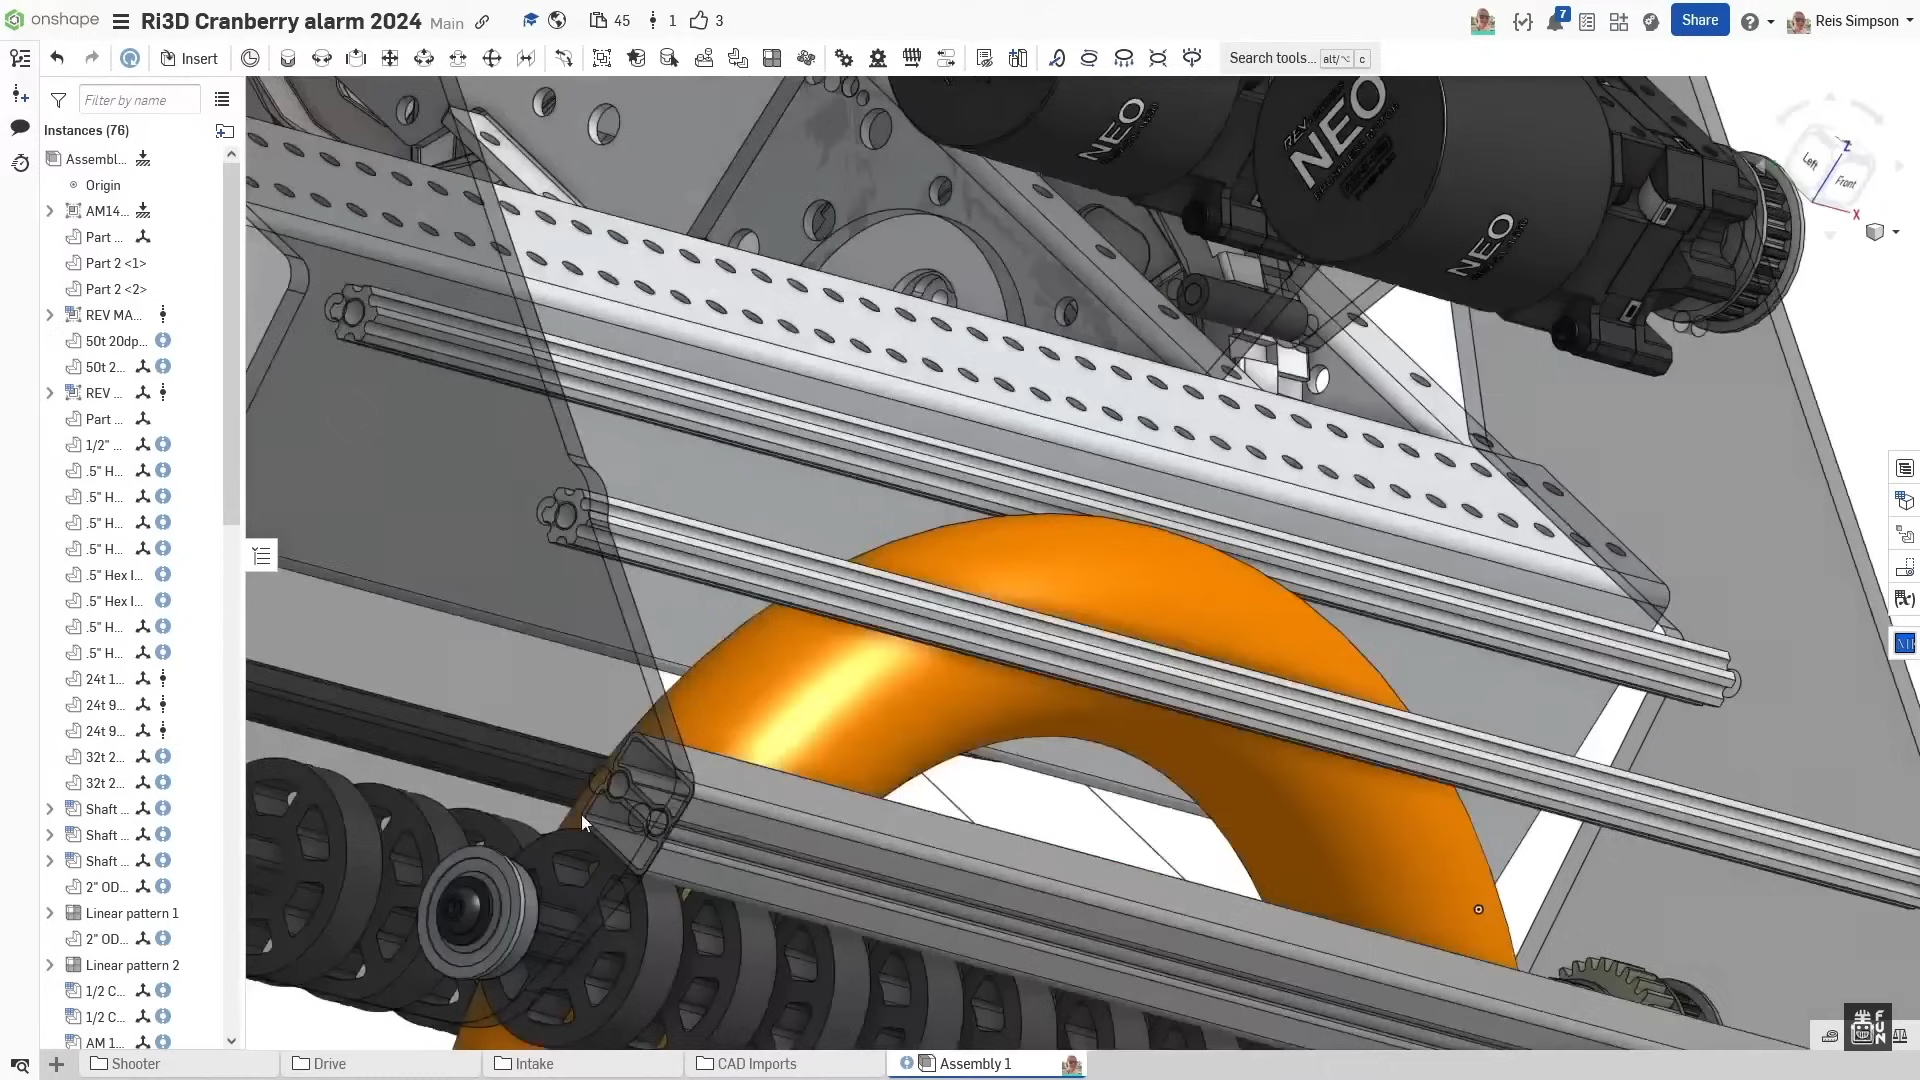 onshape
Ri3D Cranberry alarm 2024 Main
45
1
3
7
Share
Reis Simpson
Insert
Search tools... alt/⌥ c
Filter by name
Instances (76)
Assembl...
Origin
AM14...
Part ...
Part 2 <1>
Part 2 <2>
REV MA...
50t 20dp...
50t 2...
REV ...
Part ...
1/2" ...
.5" H...
.5" H...
.5" H...
.5" H...
.5" Hex I...
.5" Hex I...
.5" H...
.5" H...
24t 1...
24t 9...
24t 9...
32t 2...
32t 2...
Shaft ...
Shaft ...
Shaft ...
2" OD...
Linear pattern 1
2" OD...
Linear pattern 2
1/2 C...
1/2 C...
AM 1...
NEO
NEO
NEO
Z
Left
Front
X
FUN
Shooter
Drive
Intake
CAD Imports
Assembly 1